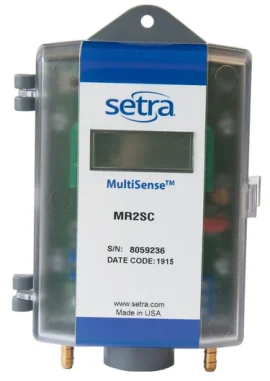 setra
MultiSense™
MR2SC
S/N: 8059236
DATE CODE: 1915
www.setra.com
Made in USA